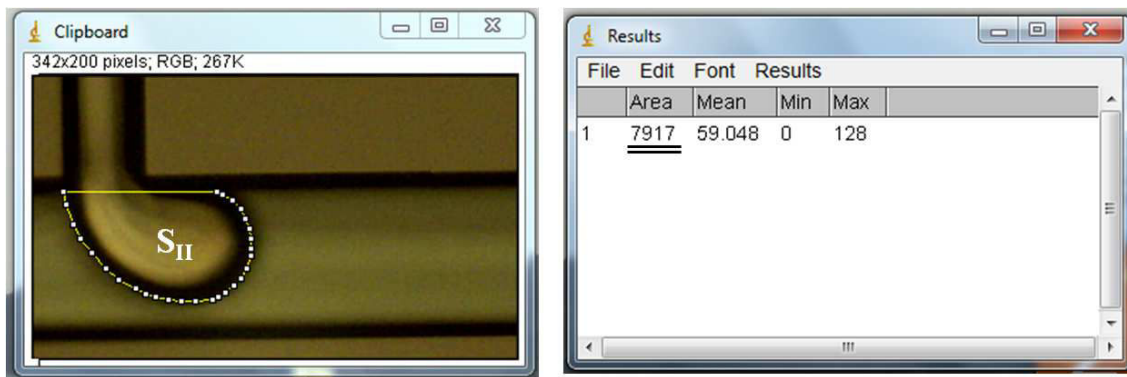 Clipboard
342x200 pixels; RGB; 267K
S_II
Results
File Edit Font Results
Area Mean Min Max
1 7917 59.048 0 128